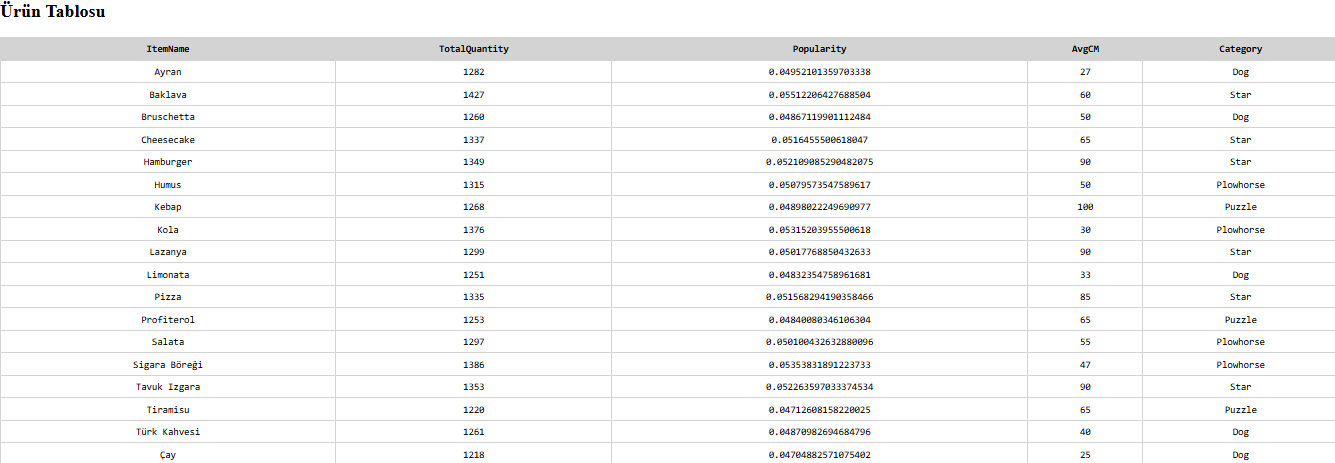 Ürün Tablosu
ItemName TotalQuantity Popularity AvgCM Category
Ayran 1282 0.04952101359703338 27 Dog
Baklava 1427 0.05512206427688504 60 Star
Bruschetta 1260 0.04867119901112484 50 Dog
Cheesecake 1337 0.0516455500618047 65 Star
Hamburger 1349 0.052109085290482075 90 Star
Humus 1315 0.05079573547589617 50 Plowhorse
Kebap 1268 0.04898022249690977 100 Puzzle
Kola 1376 0.05315203955500618 30 Plowhorse
Lazanya 1299 0.05017768850432633 90 Star
Limonata 1251 0.04832354758961681 33 Dog
Pizza 1335 0.051568294190358466 85 Star
Profiterol 1253 0.04840080346106304 65 Puzzle
Salata 1297 0.050100432632880096 55 Plowhorse
Sigara Böreği 1386 0.05353831891223733 47 Plowhorse
Tavuk Izgara 1353 0.052263597033374534 90 Star
Tiramisu 1220 0.04712608158220025 65 Puzzle
Türk Kahvesi 1261 0.04870982694684796 40 Dog
Çay 1218 0.04704882571075402 25 Dog